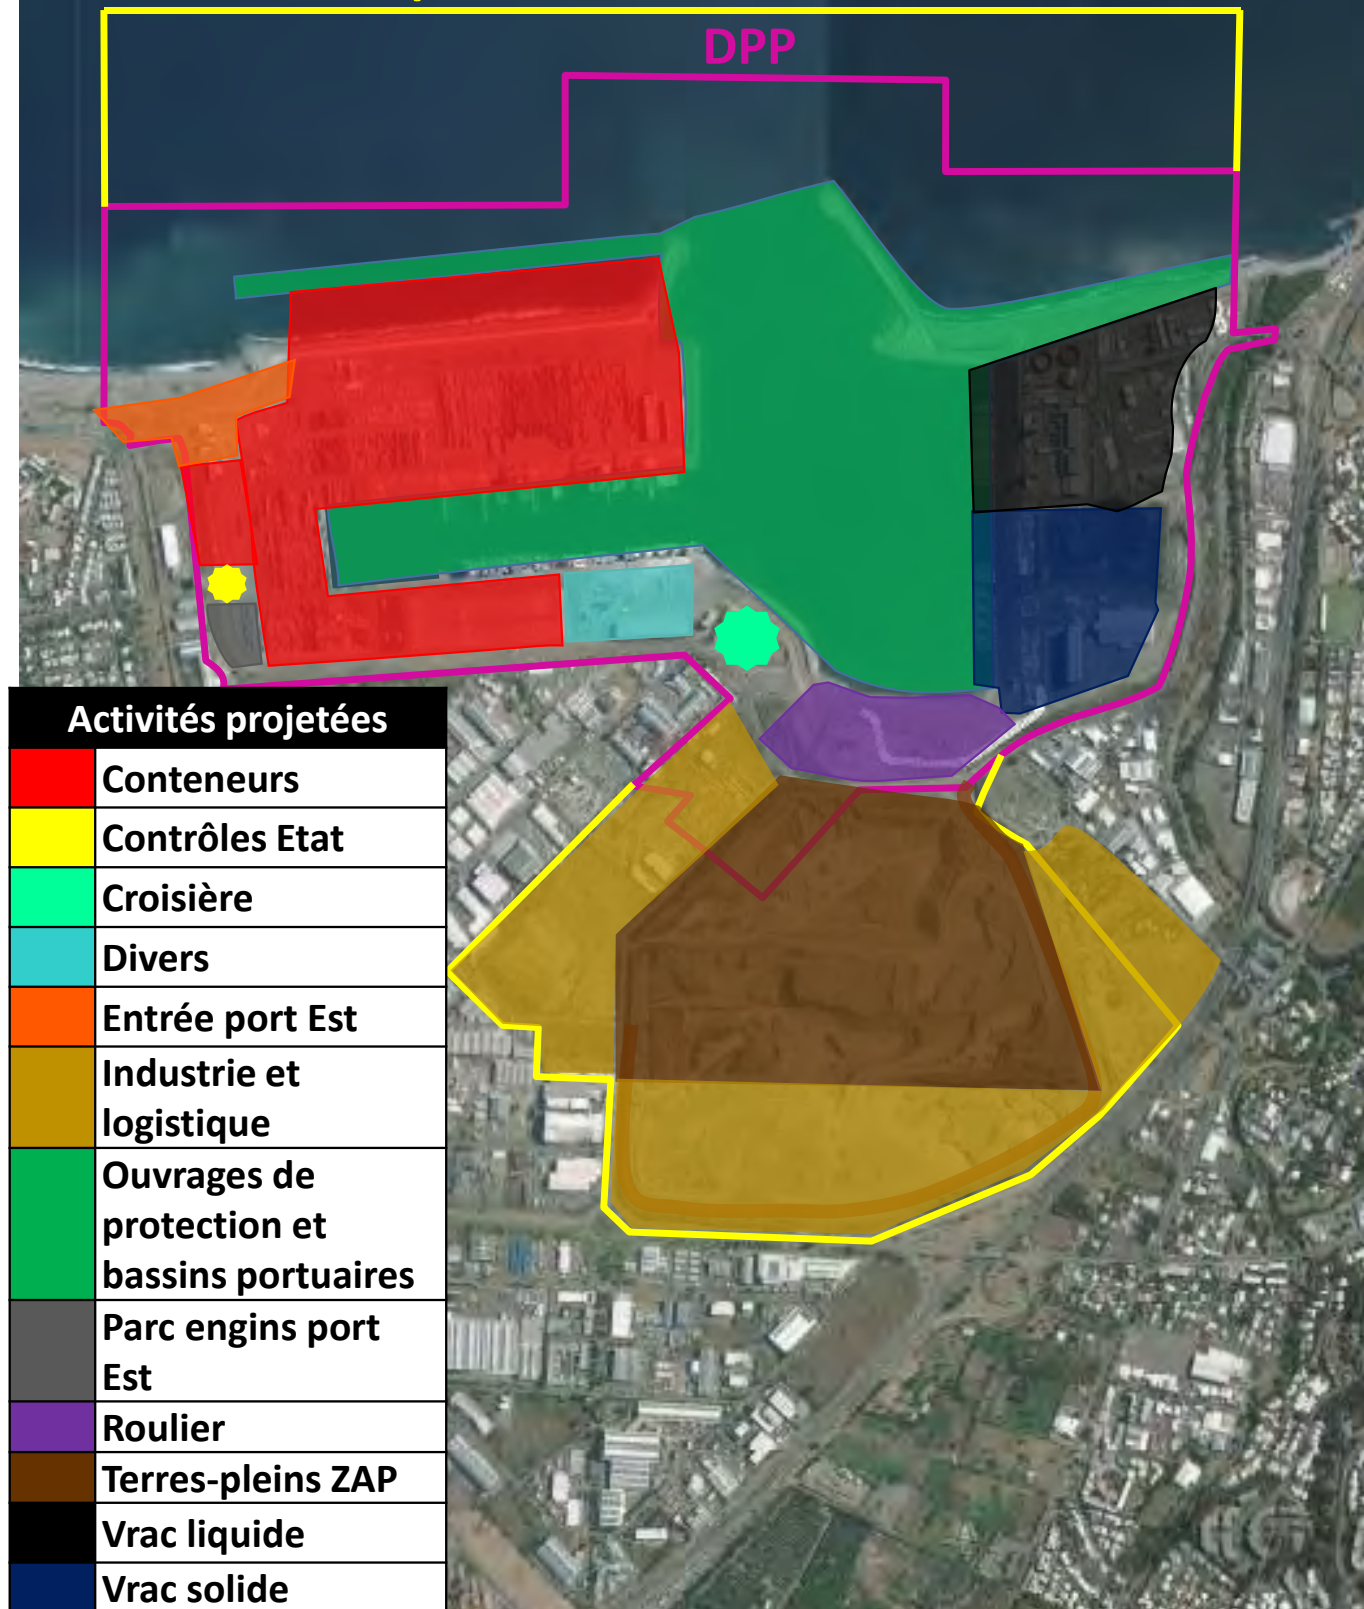 DPP
Activités projetées
Conteneurs
Contrôles Etat
Croisière
Divers
Entrée port Est
Industrie et
logistique
Ouvrages de
protection et
bassins portuaires
Parc engins port
Est
Roulier
Terres-pleins ZAP
Vrac liquide
Vrac solide